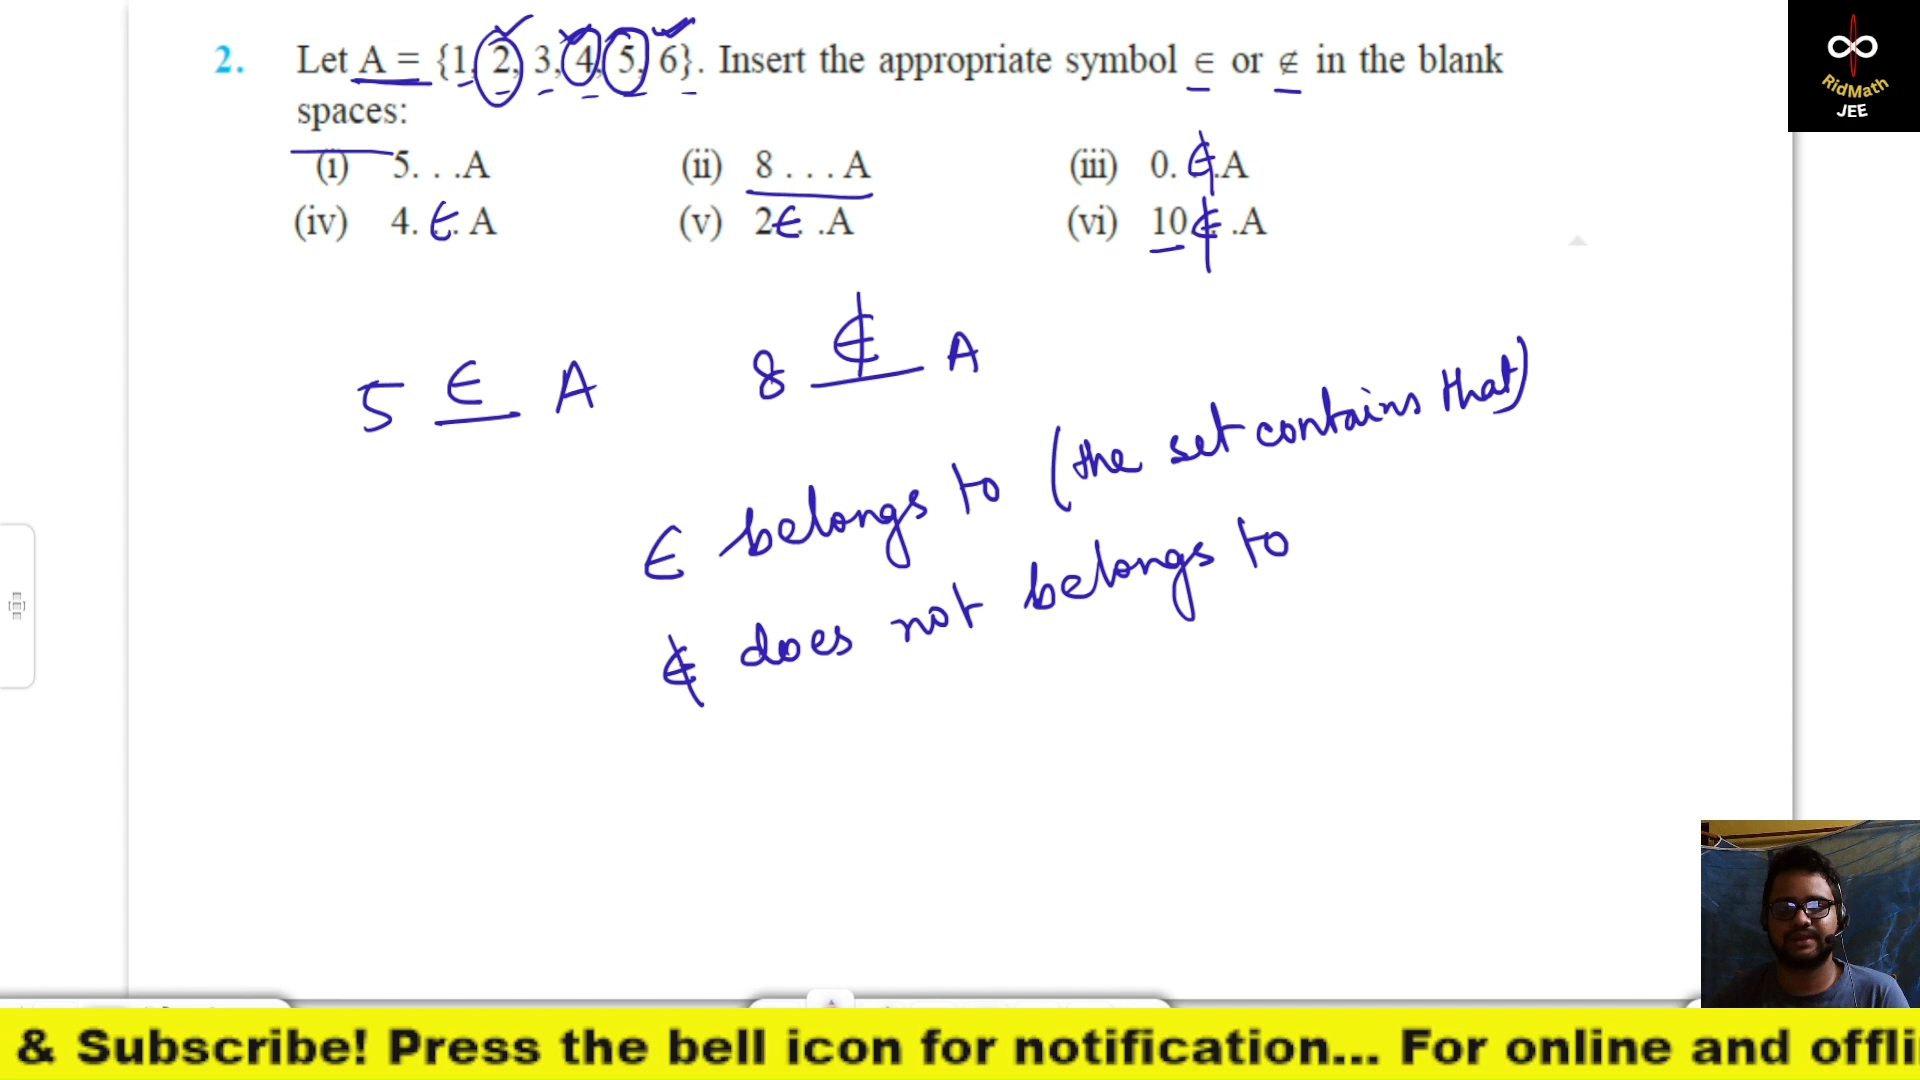 2. Let A = {1, 2, 3, 4, 5, 6}. Insert the appropriate symbol ∈ or ∉ in the blank
spaces:
(i) 5. . .A (ii) 8 . . . A (iii) 0. ∉.A
(iv) 4. ∈. A (v) 2∈. .A (vi) 10∉ .A
5 ∈ A 8 ∉ A
∈ belongs to (the set contains that)
∉ does not belongs to
RidMath
JEE
& Subscribe! Press the bell icon for notification... For online and offli